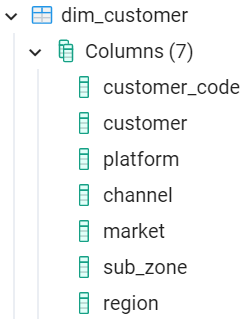 dim_customer
Columns (7)
customer_code
customer
platform
channel
market
sub_zone
region